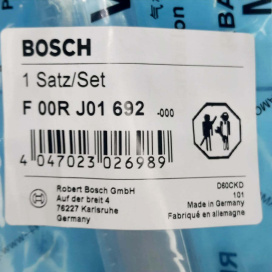 BOSCH
1 Satz/Set
F 00R J01 692 -000
4 047023 026989
Robert Bosch GmbH
Auf der breit 4
76227 Karlsruhe
Germany
D60CKD
101
Made in Germany
Fabriqué en allemagne